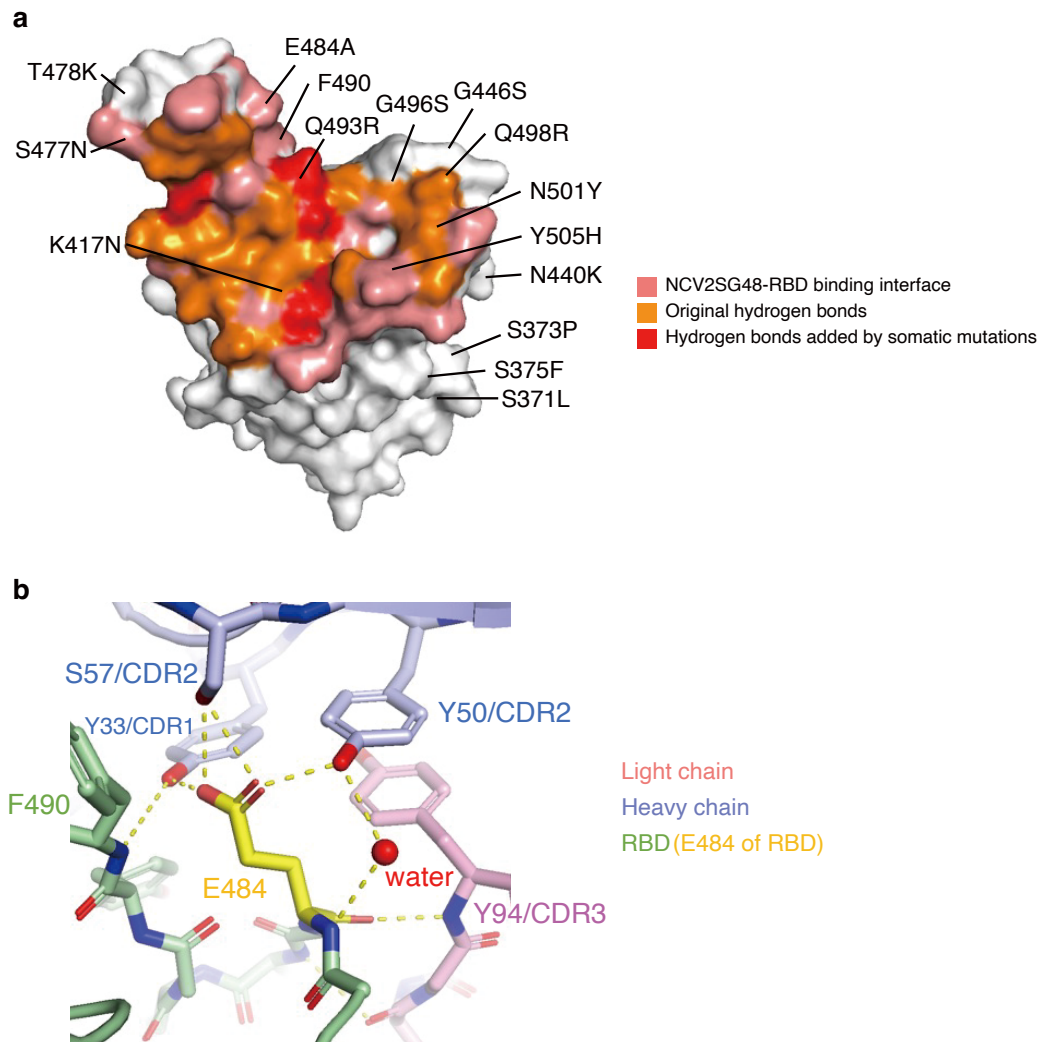 a
E484A
T478K
F490
G446S
G496S
Q493R
Q498R
S477N
N501Y
K417N
Y505H
N440K
NCV2SG48-RBD binding interface
Original hydrogen bonds
Hydrogen bonds added by somatic mutations
S373P
S375F
S371L
b
S57/CDR2
Y33/CDR1
Y50/CDR2
F490
Light chain
Heavy chain
RBD (E484 of RBD)
water
E484
Y94/CDR3